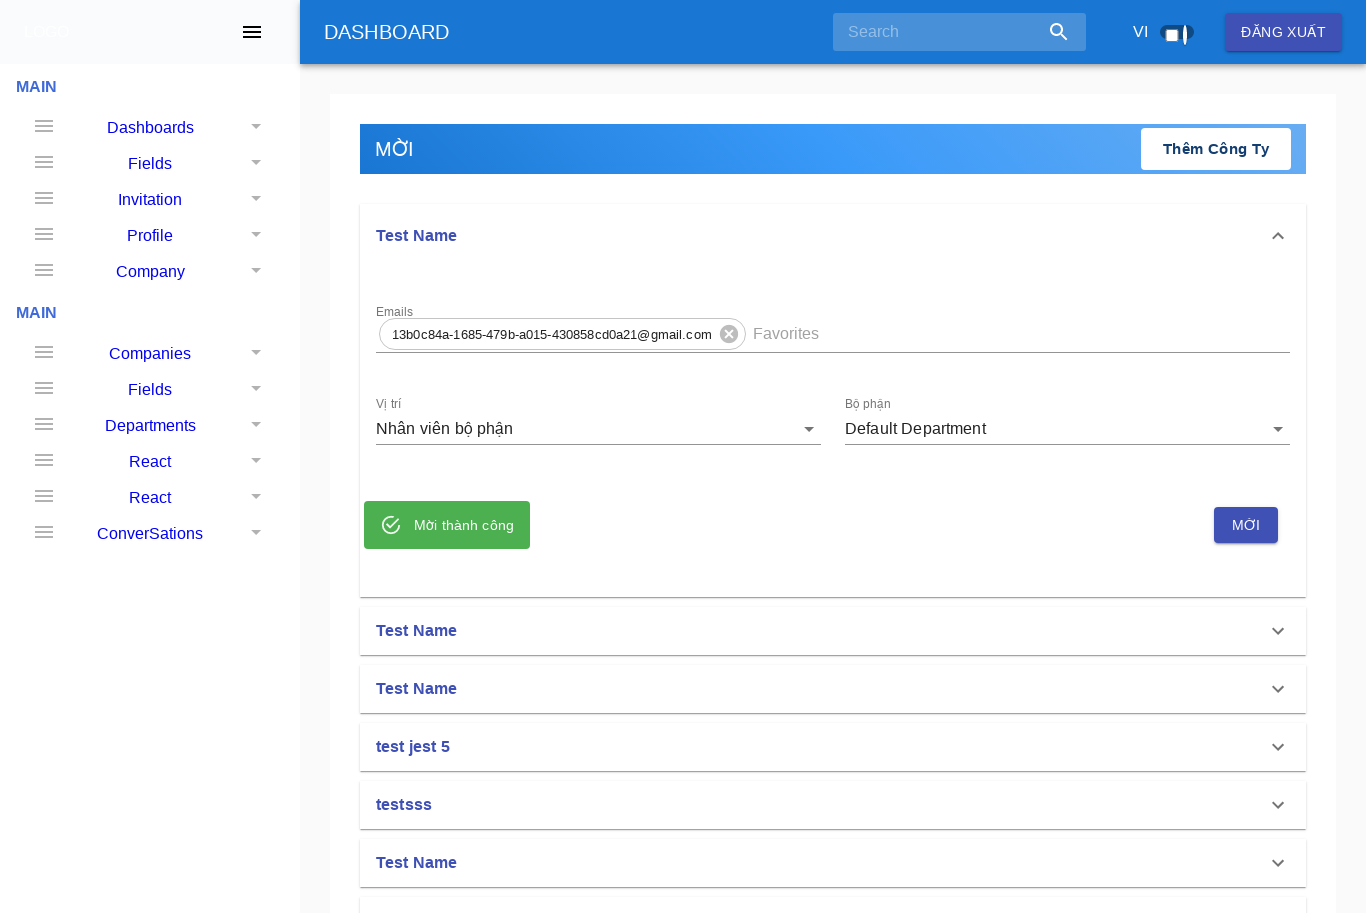 DASHBOARD
Search
VI
ĐĂNG XUẤT
MAIN
Dashboards
Fields
Invitation
Profile
Company
MAIN
Companies
Fields
Departments
React
React
ConverSations
MỜI
Thêm Công Ty
Test Name
Emails
13b0c84a-1685-479b-a015-430858cd0a21@gmail.com
Favorites
Vị trí
Bộ phận
Nhân viên bộ phận
Default Department
Mời thành công
MỜI
Test Name
Test Name
test jest 5
testsss
Test Name